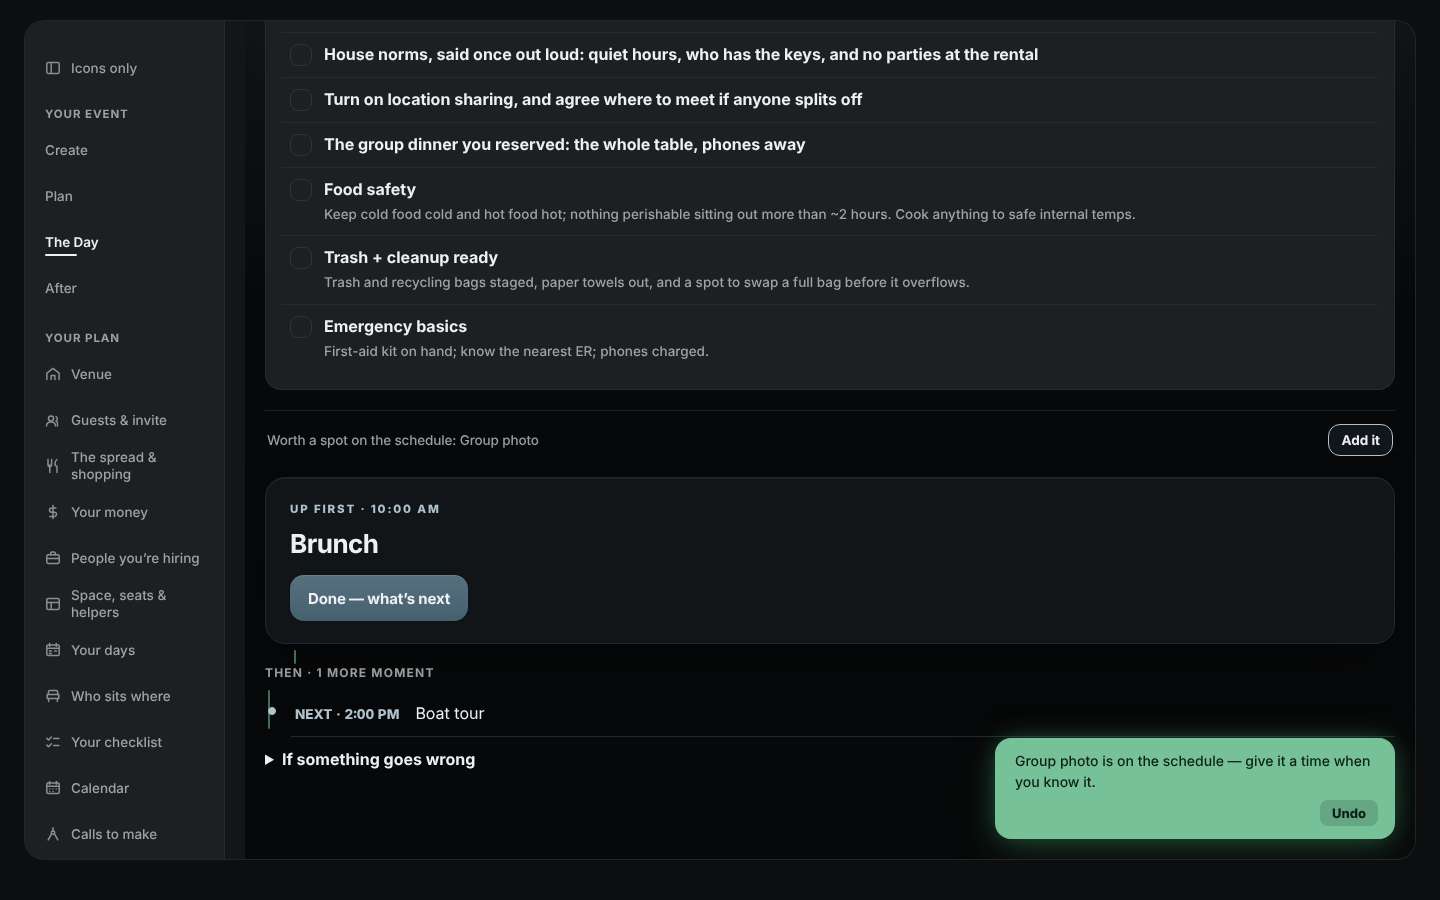 Icons only
YOUR EVENT
Create
Plan
The Day
After
YOUR PLAN
Venue
Guests & invite
The spread &
shopping
Your money
People you’re hiring
Space, seats &
helpers
Your days
Who sits where
Your checklist
Calendar
Calls to make
House norms, said once out loud: quiet hours, who has the keys, and no parties at the rental
Turn on location sharing, and agree where to meet if anyone splits off
The group dinner you reserved: the whole table, phones away
Food safety
Keep cold food cold and hot food hot; nothing perishable sitting out more than ~2 hours. Cook anything to safe internal temps.
Trash + cleanup ready
Trash and recycling bags staged, paper towels out, and a spot to swap a full bag before it overflows.
Emergency basics
First-aid kit on hand; know the nearest ER; phones charged.
Worth a spot on the schedule: Group photo
Add it
UP FIRST · 10:00 AM
Brunch
Done — what’s next
THEN · 1 MORE MOMENT
NEXT · 2:00 PM Boat tour
If something goes wrong
Group photo is on the schedule — give it a time when
you know it.
Undo